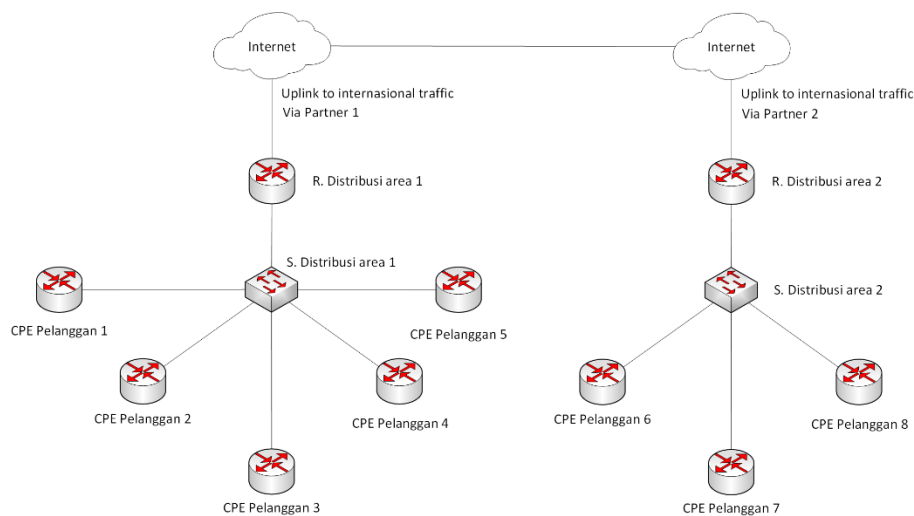 Internet
Internet
Uplink to internasional traffic
Via Partner 1
Uplink to internasional traffic
Via Partner 2
R. Distribusi area 1
R. Distribusi area 2
S. Distribusi area 1
S. Distribusi area 2
CPE Pelanggan 1
CPE Pelanggan 5
CPE Pelanggan 2
CPE Pelanggan 4
CPE Pelanggan 6
CPE Pelanggan 8
CPE Pelanggan 3
CPE Pelanggan 7